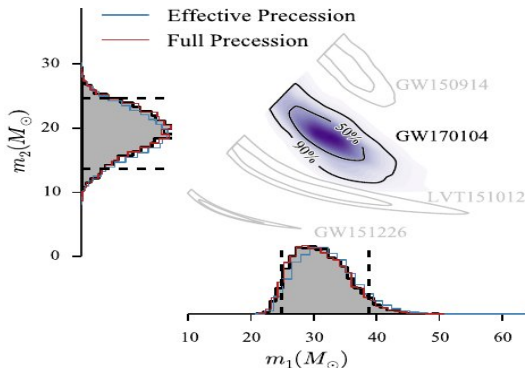 Effective Precession
Full Precession
GW150914
GW170104
50%
90%
LVT151012
GW151226
m₂(M⊙)
30
20
10
0
10 20 30 40 50 60
m₁(M⊙)